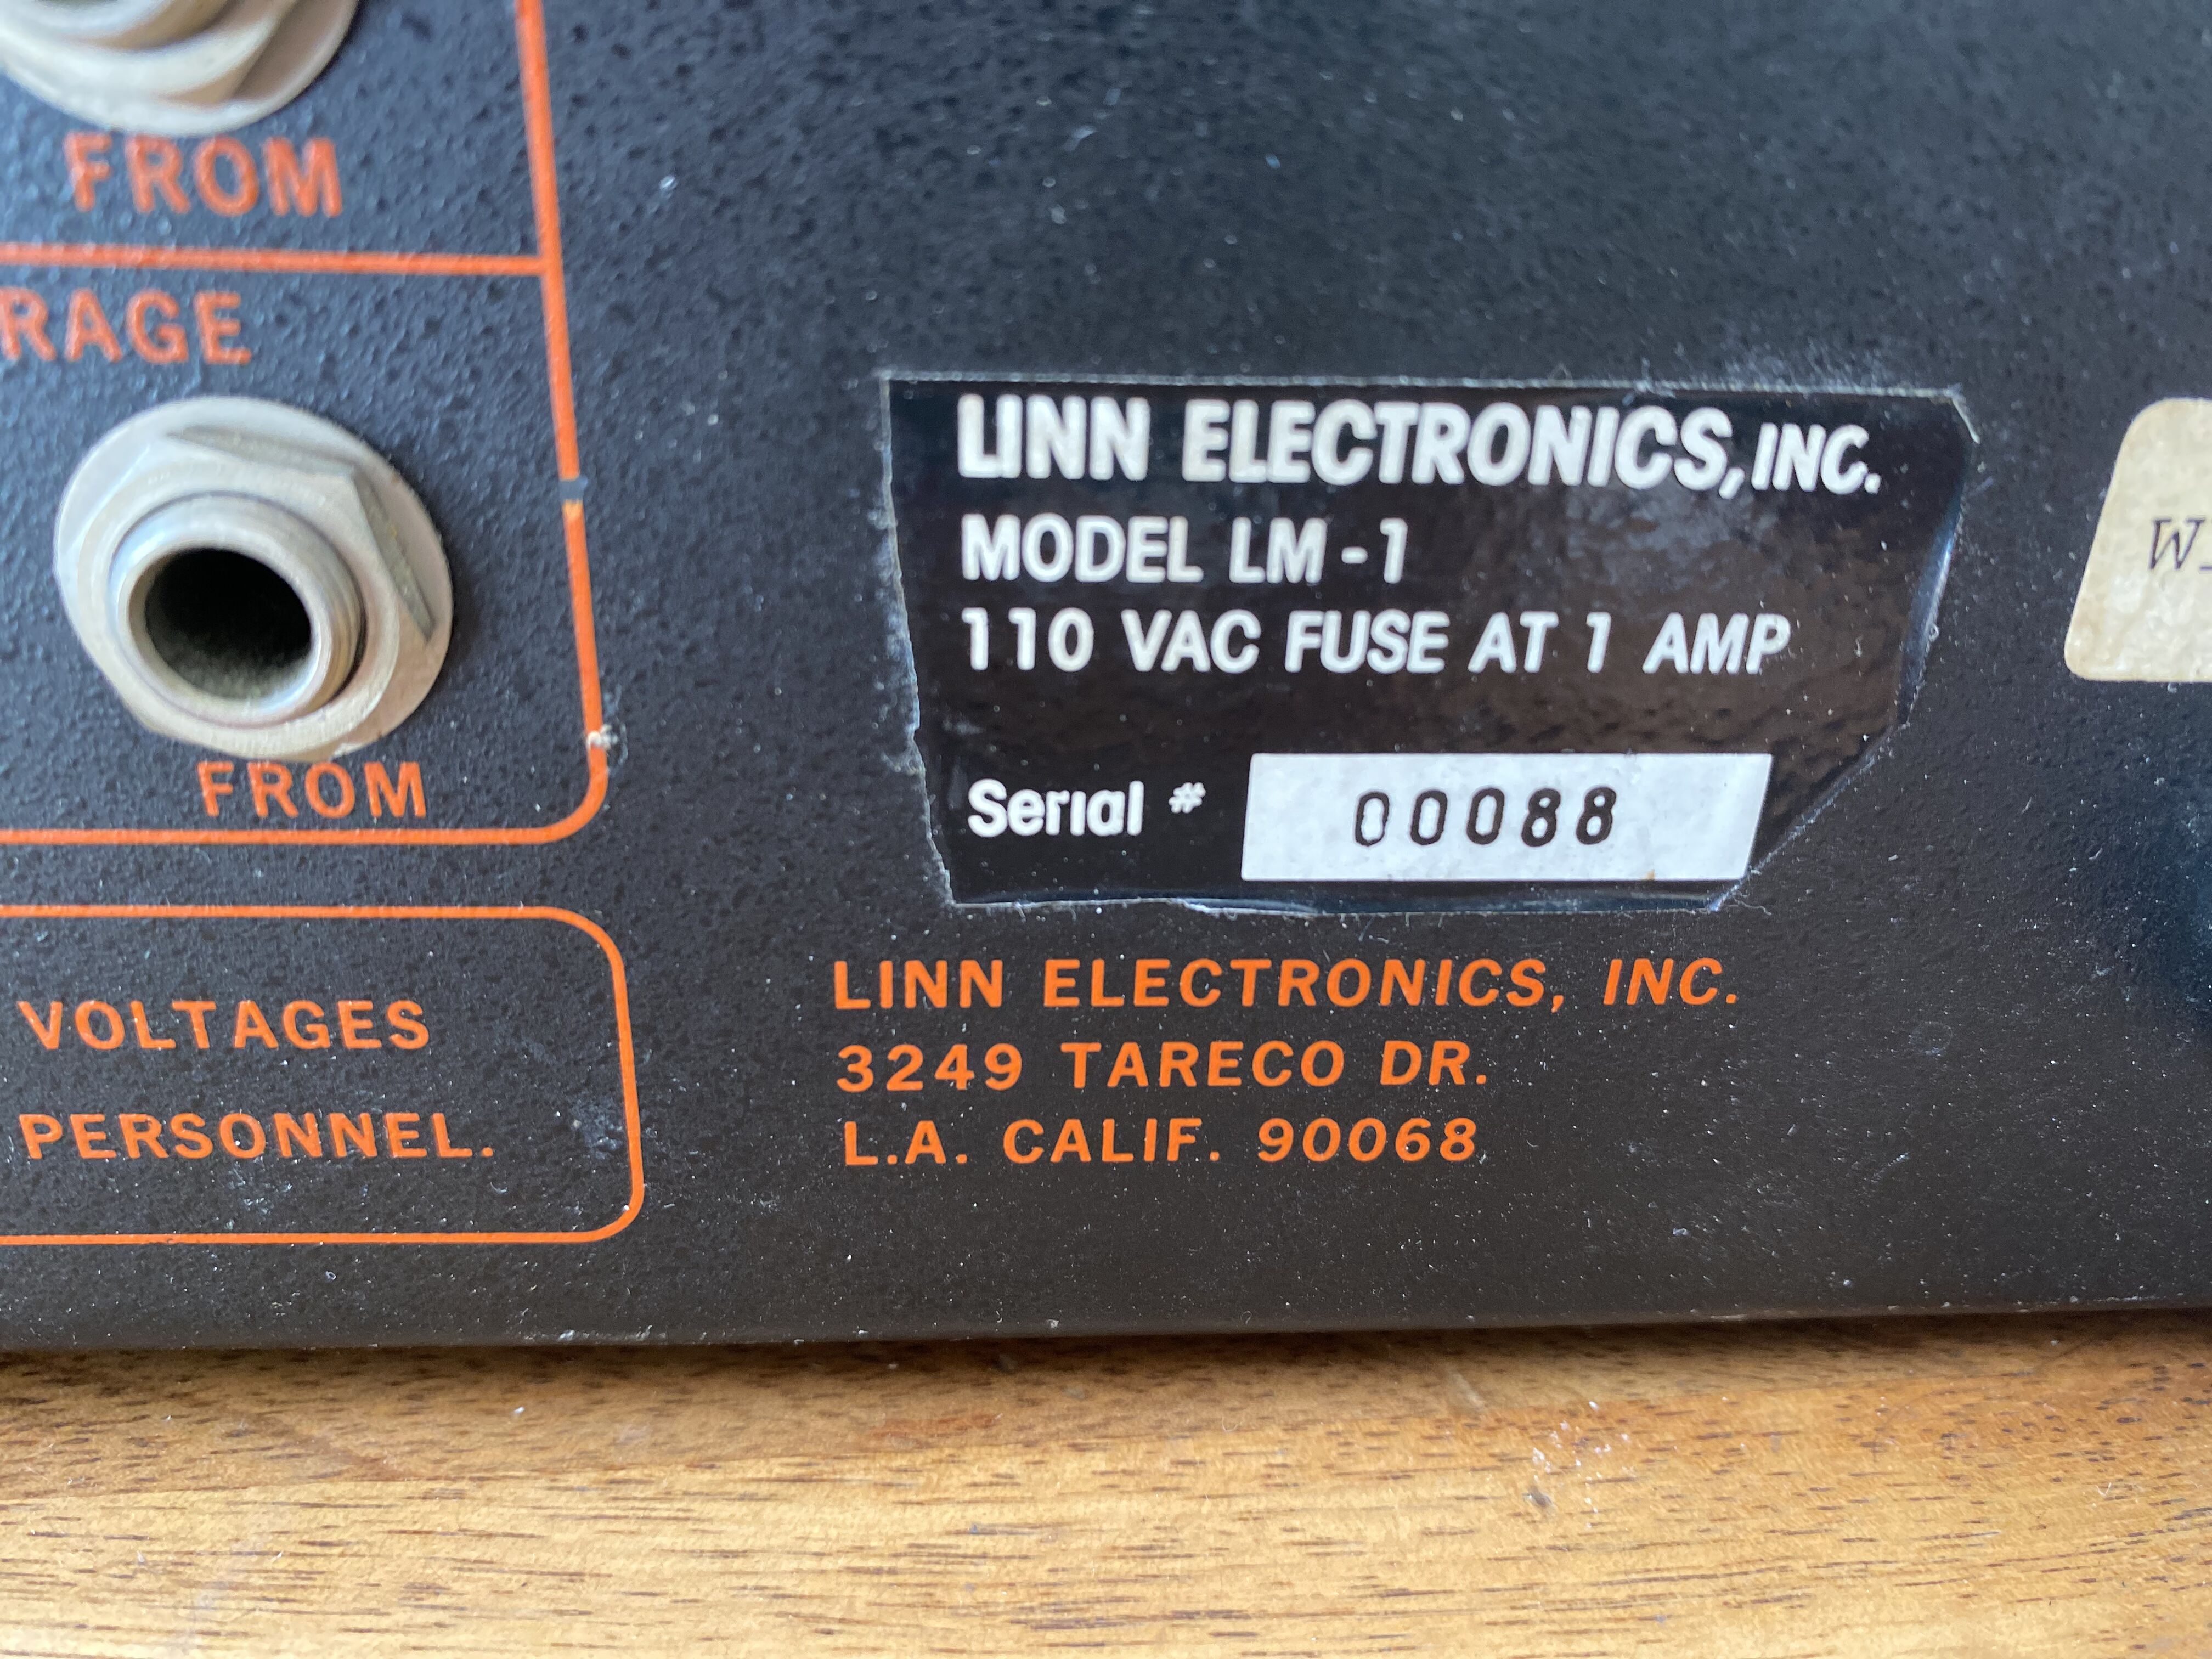 FROM
RAGE
FROM
VOLTAGES
PERSONNEL.
LINN ELECTRONICS, INC.
MODEL LM-1
110 VAC FUSE AT 1 AMP
Serial # 00088
LINN ELECTRONICS, INC.
3249 TARECO DR.
L.A. CALIF. 90068
W